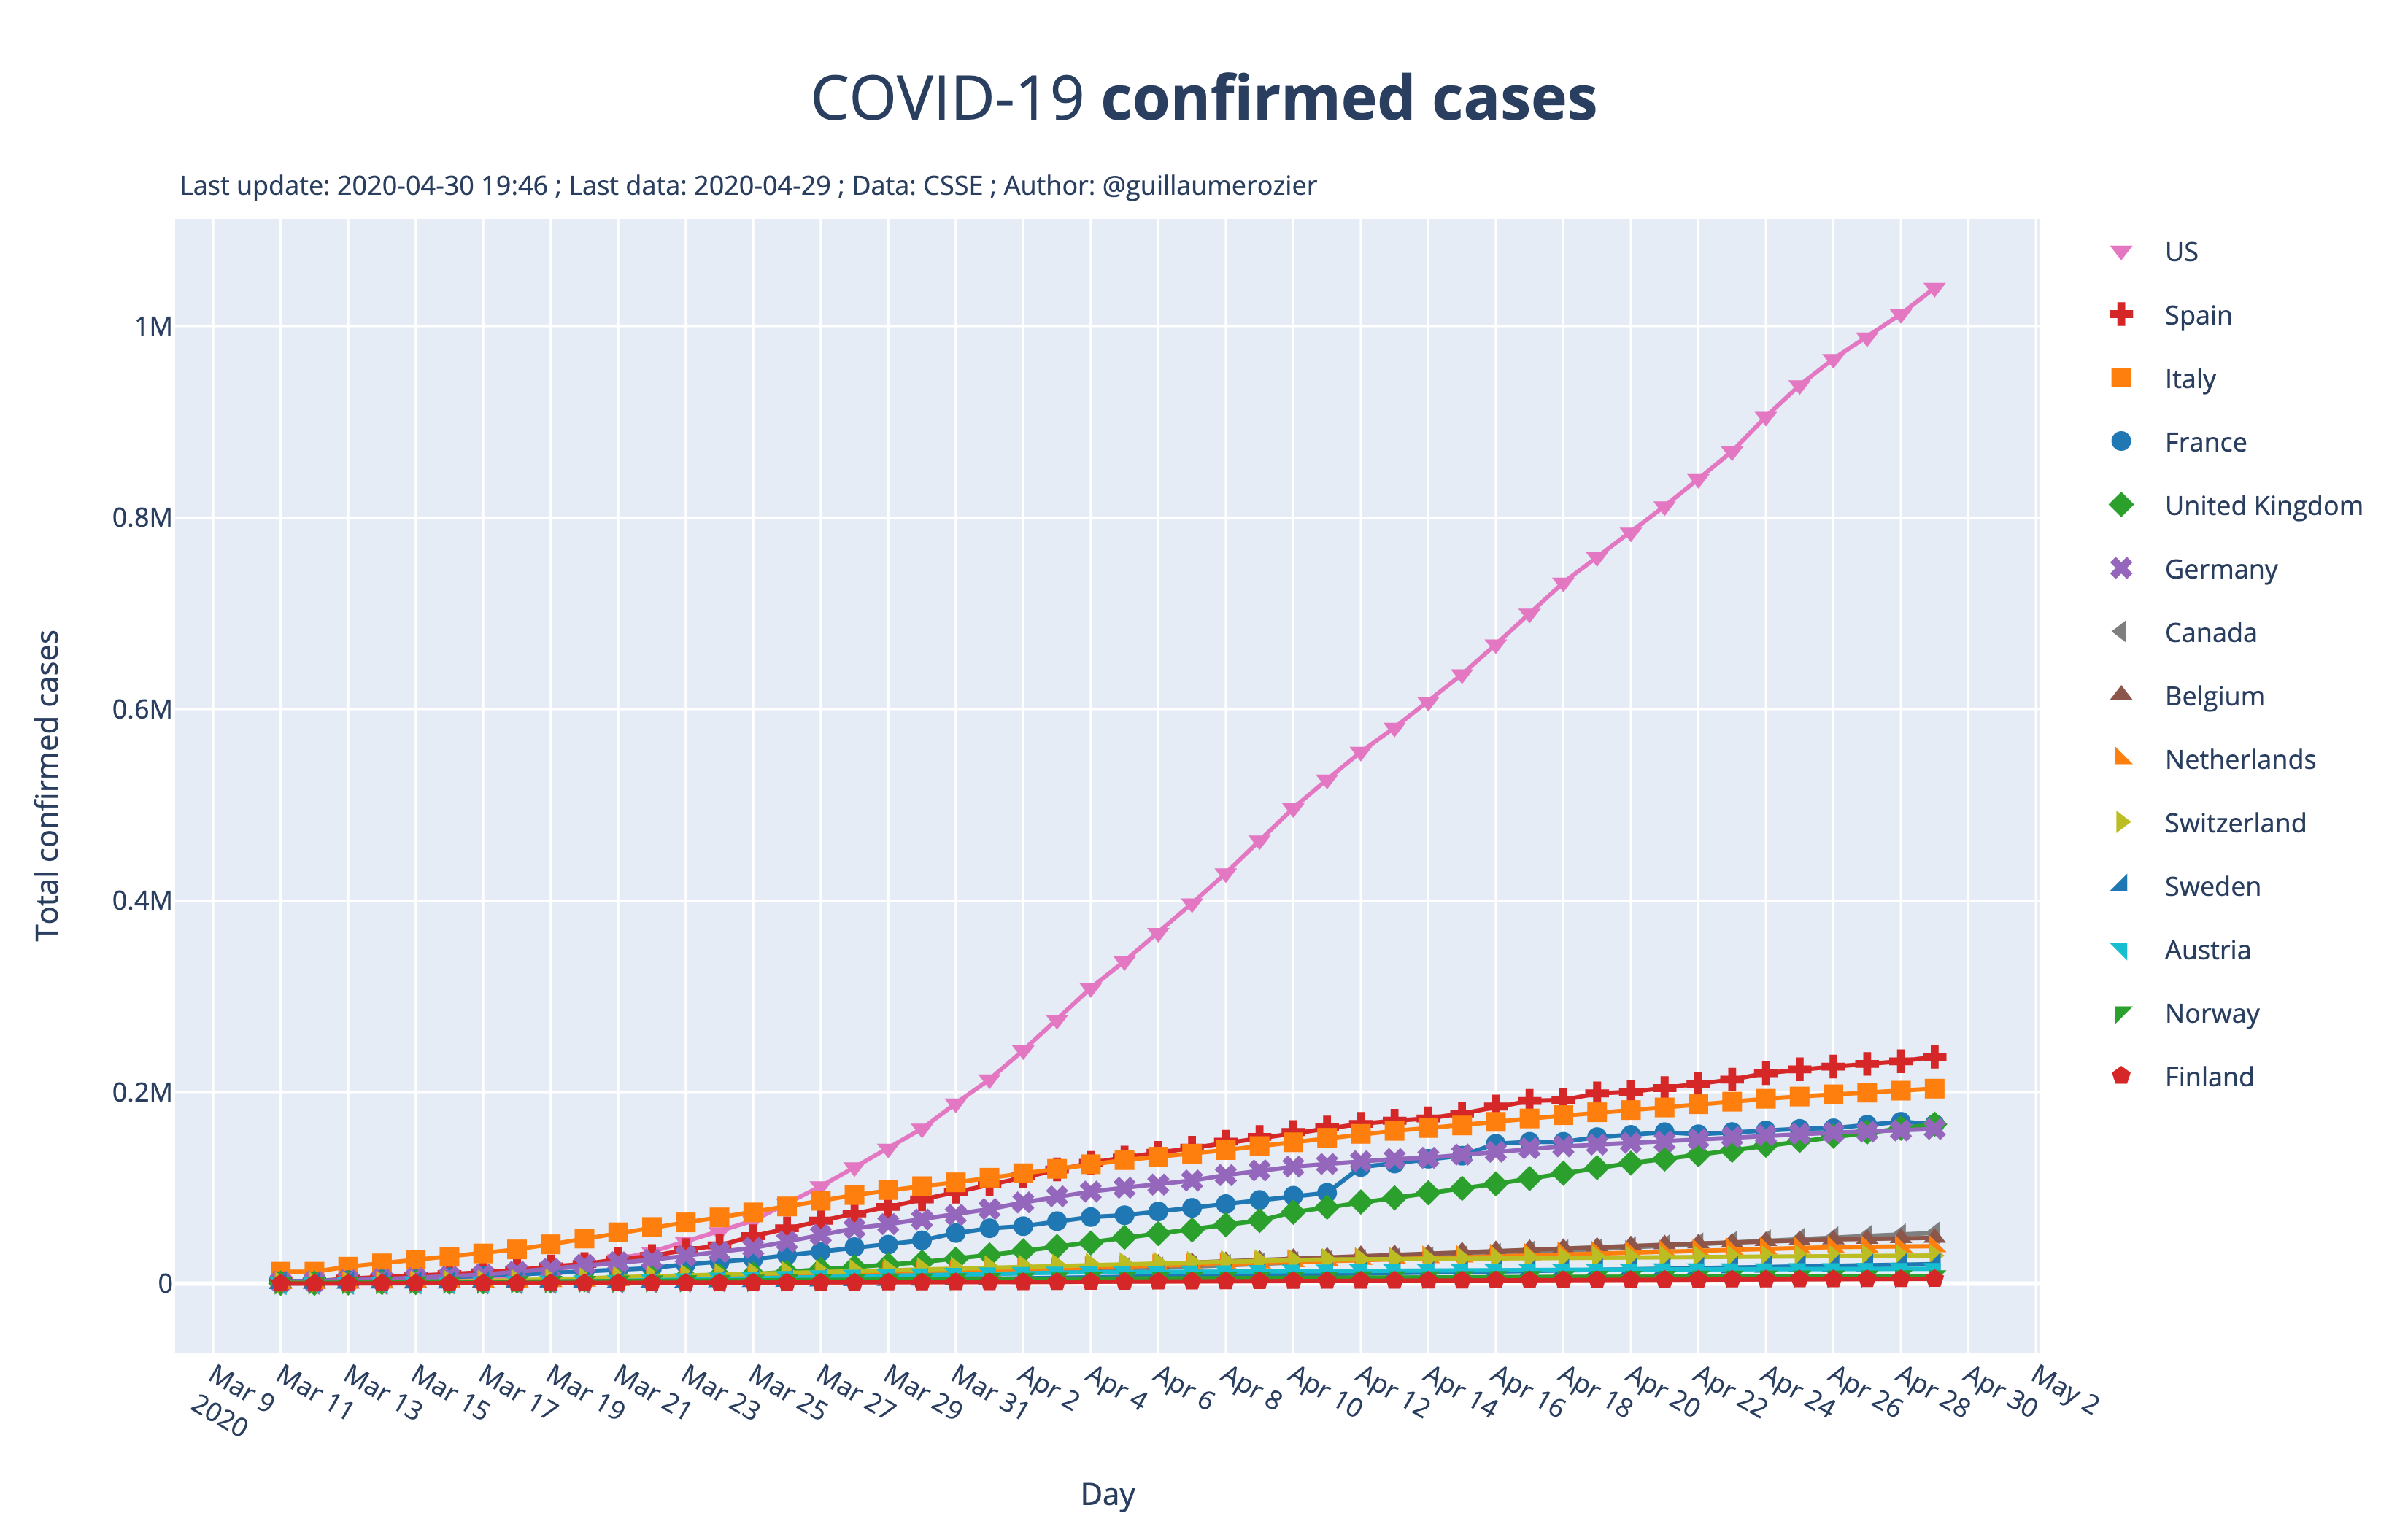 COVID-19 confirmed cases
Last update: 2020-04-30 19:46 ; Last data: 2020-04-29 ; Data: CSSE ; Author: @guillaumerozier
Total confirmed cases
1M
0.8M
0.6M
0.4M
0.2M
0
Mar 9
2020
Mar 11
Mar 13
Mar 15
Mar 17
Mar 19
Mar 21
Mar 23
Mar 25
Mar 27
Mar 29
Mar 31
Apr 2
Apr 4
Apr 6
Apr 8
Apr 10
Apr 12
Apr 14
Apr 16
Apr 18
Apr 20
Apr 22
Apr 24
Apr 26
Apr 28
Apr 30
May 2
Day
US
Spain
Italy
France
United Kingdom
Germany
Canada
Belgium
Netherlands
Switzerland
Sweden
Austria
Norway
Finland